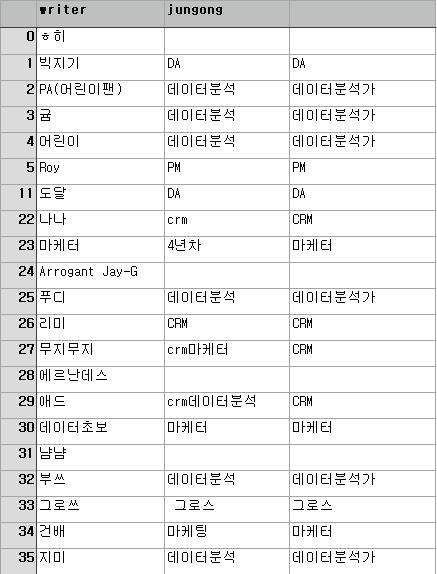 writer jungong
0 ㅎ히
1 빅지기 DA DA
2 PA(어린이팬) 데이터분석 데이터분석가
3 귬 데이터분석 데이터분석가
4 어린이 데이터분석 데이터분석가
5 Roy PM PM
11 도달 DA DA
22 나나 crm CRM
23 마케터 4년차 마케터
24 Arrogant Jay-G
25 푸디 데이터분석 데이터분석가
26 리미 CRM CRM
27 무지무지 crm마케터 CRM
28 에르난데스
29 애드 crm데이터분석 CRM
30 데이터초보 마케터 마케터
31 냠냠
32 부쓰 데이터분석 데이터분석가
33 그로쓰 그로스 그로스
34 건배 마케팅 마케터
35 지미 데이터분석 데이터분석가